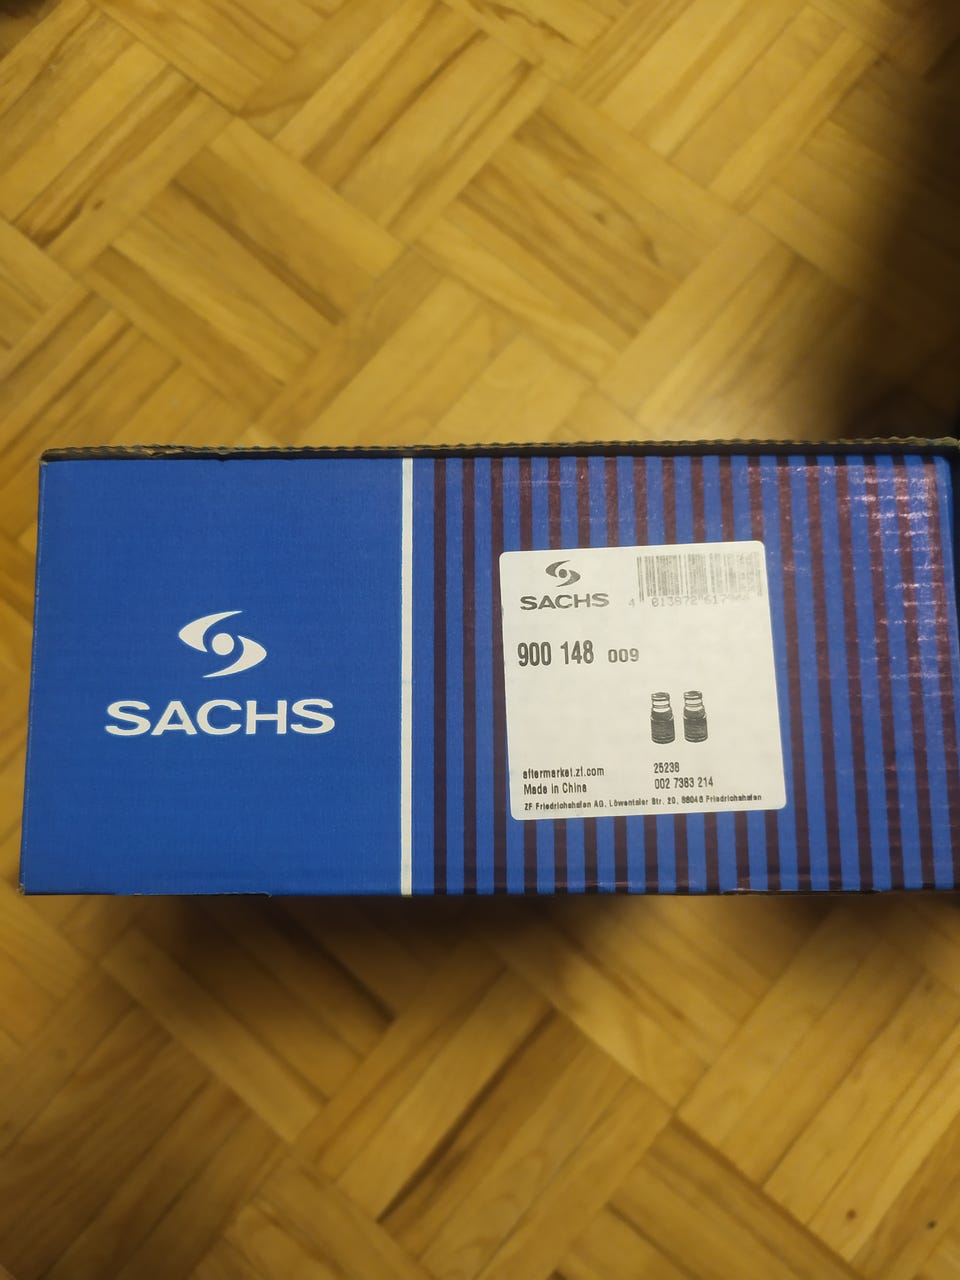 SACHS
SACHS
900 148 009
aftermarket.zf.com
Made in China
25238
002 7383 214
ZF Friedrichshafen AG, Löwentaler Str. 20, 88046 Friedrichshafen